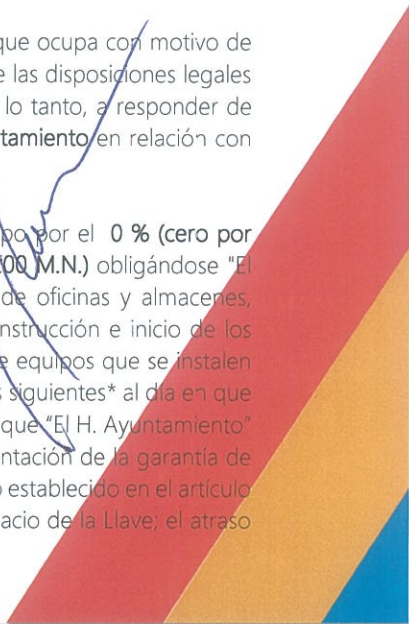 que ocupa con motivo de
e las disposiciones legales
lo tanto, a responder de
tamiento en relación con
po por el 0 % (cero por
00 M.N.) obligándose "El
de oficinas y almacenes,
nstrucción e inicio de los
e equipos que se instalen
s siguientes* al día en que
que "El H. Ayuntamiento"
ntación de la garantía de
o establecido en el artículo
acio de la Llave; el atraso